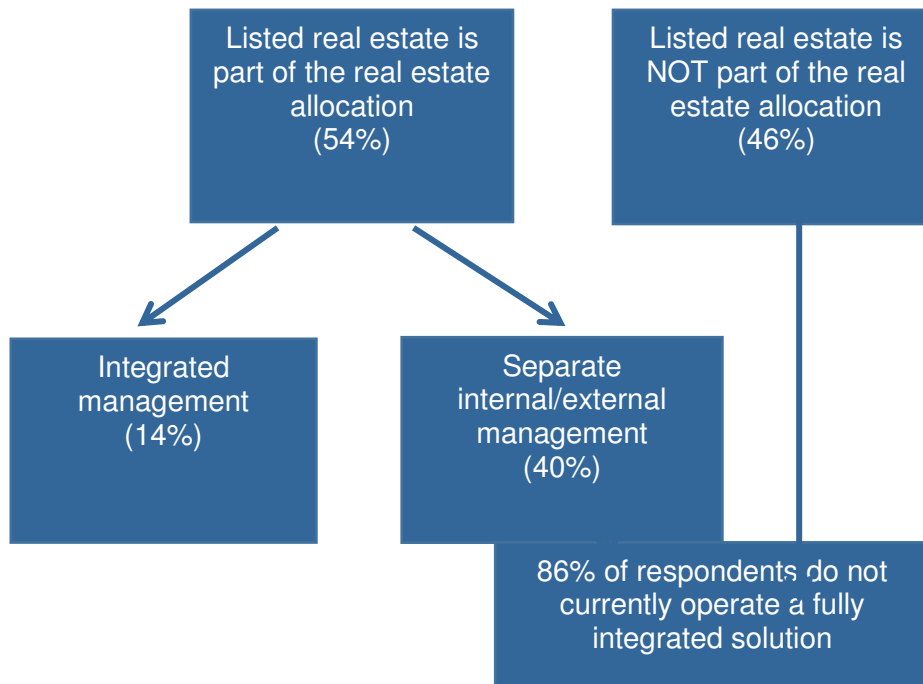 Listed real estate is
part of the real estate
allocation
(54%)
Listed real estate is
NOT part of the real
estate allocation
(46%)
Integrated
management
(14%)
Separate
internal/external
management
(40%)
86% of respondents do not
currently operate a fully
integrated solution